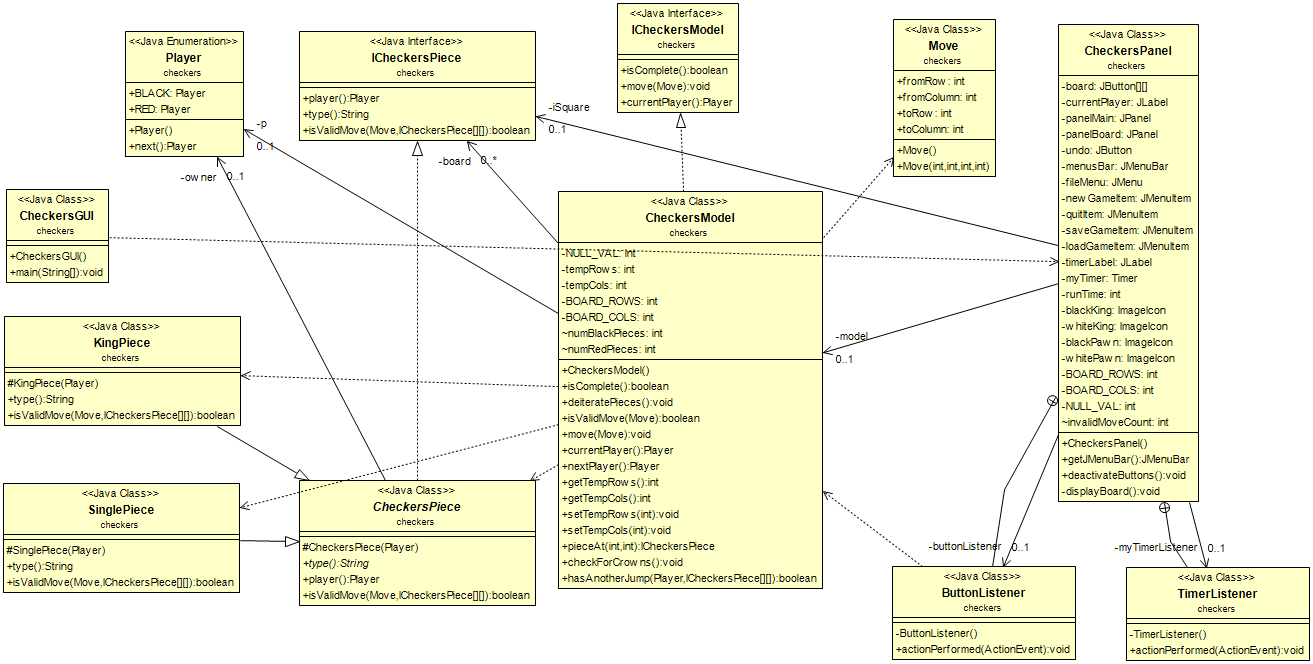 <<Java Enumeration>>
Player
checkers
+BLACK: Player
+RED: Player
+Player()
+next():Player
<<Java Interface>>
ICheckersPiece
checkers
+player():Player
+type():String
+isValidMove(Move,ICheckersPiece[][]):boolean
<<Java Interface>>
ICheckersModel
checkers
+isComplete():boolean
+move(Move):void
+currentPlayer():Player
<<Java Class>>
Move
checkers
+fromRow: int
+fromColumn: int
+toRow: int
+toColumn: int
+Move()
+Move(int,int,int,int)
<<Java Class>>
CheckersPanel
checkers
-board: JButton[][]
-currentPlayer: JLabel
-panelMain: JPanel
-panelBoard: JPanel
-undo: JButton
-menusBar: JMenuBar
-fileMenu: JMenu
-newGameItem: JMenuItem
-quitItem: JMenuItem
-saveGameItem: JMenuItem
-loadGameItem: JMenuItem
-timerLabel: JLabel
-myTimer: Timer
-runTime: int
-blackKing: ImageIcon
-whiteKing: ImageIcon
-blackPawn: ImageIcon
-whitePawn: ImageIcon
-BOARD_ROWS: int
-BOARD_COLS: int
-NULL_VAL: int
~invalidMoveCount: int
+CheckersPanel()
+getJMenuBar():JMenuBar
+deactivateButtons():void
-displayBoard():void
-p
0..1
-owner 0..1
-board 0..*
-iSquare
0..1
-model
0..1
<<Java Class>>
CheckersGUI
checkers
+CheckersGUI()
+main(String[]):void
<<Java Class>>
CheckersModel
checkers
-NULL_VAL: int
-tempRows: int
-tempCols: int
-BOARD_ROWS: int
-BOARD_COLS: int
~numBlackPieces: int
~numRedPieces: int
+CheckersModel()
+isComplete():boolean
+deiteratePieces():void
+isValidMove(Move):boolean
+move(Move):void
+currentPlayer():Player
+nextPlayer():Player
+getTempRows():int
+getTempCols():int
+setTempRows(int):void
+setTempCols(int):void
+pieceAt(int,int):ICheckersPiece
+checkForCrowns():void
+hasAnotherJump(Player,ICheckersPiece[][]):boolean
<<Java Class>>
KingPiece
checkers
#KingPiece(Player)
+type():String
+isValidMove(Move,ICheckersPiece[][]):boolean
<<Java Class>>
SinglePiece
checkers
#SinglePiece(Player)
+type():String
+isValidMove(Move,ICheckersPiece[][]):boolean
<<Java Class>>
CheckersPiece
checkers
#CheckersPiece(Player)
+type():String
+player():Player
+isValidMove(Move,ICheckersPiece[][]):boolean
-buttonListener 0..1
-myTimerListener 0..1
<<Java Class>>
ButtonListener
checkers
-ButtonListener()
+actionPerformed(ActionEvent):void
<<Java Class>>
TimerListener
checkers
-TimerListener()
+actionPerformed(ActionEvent):void